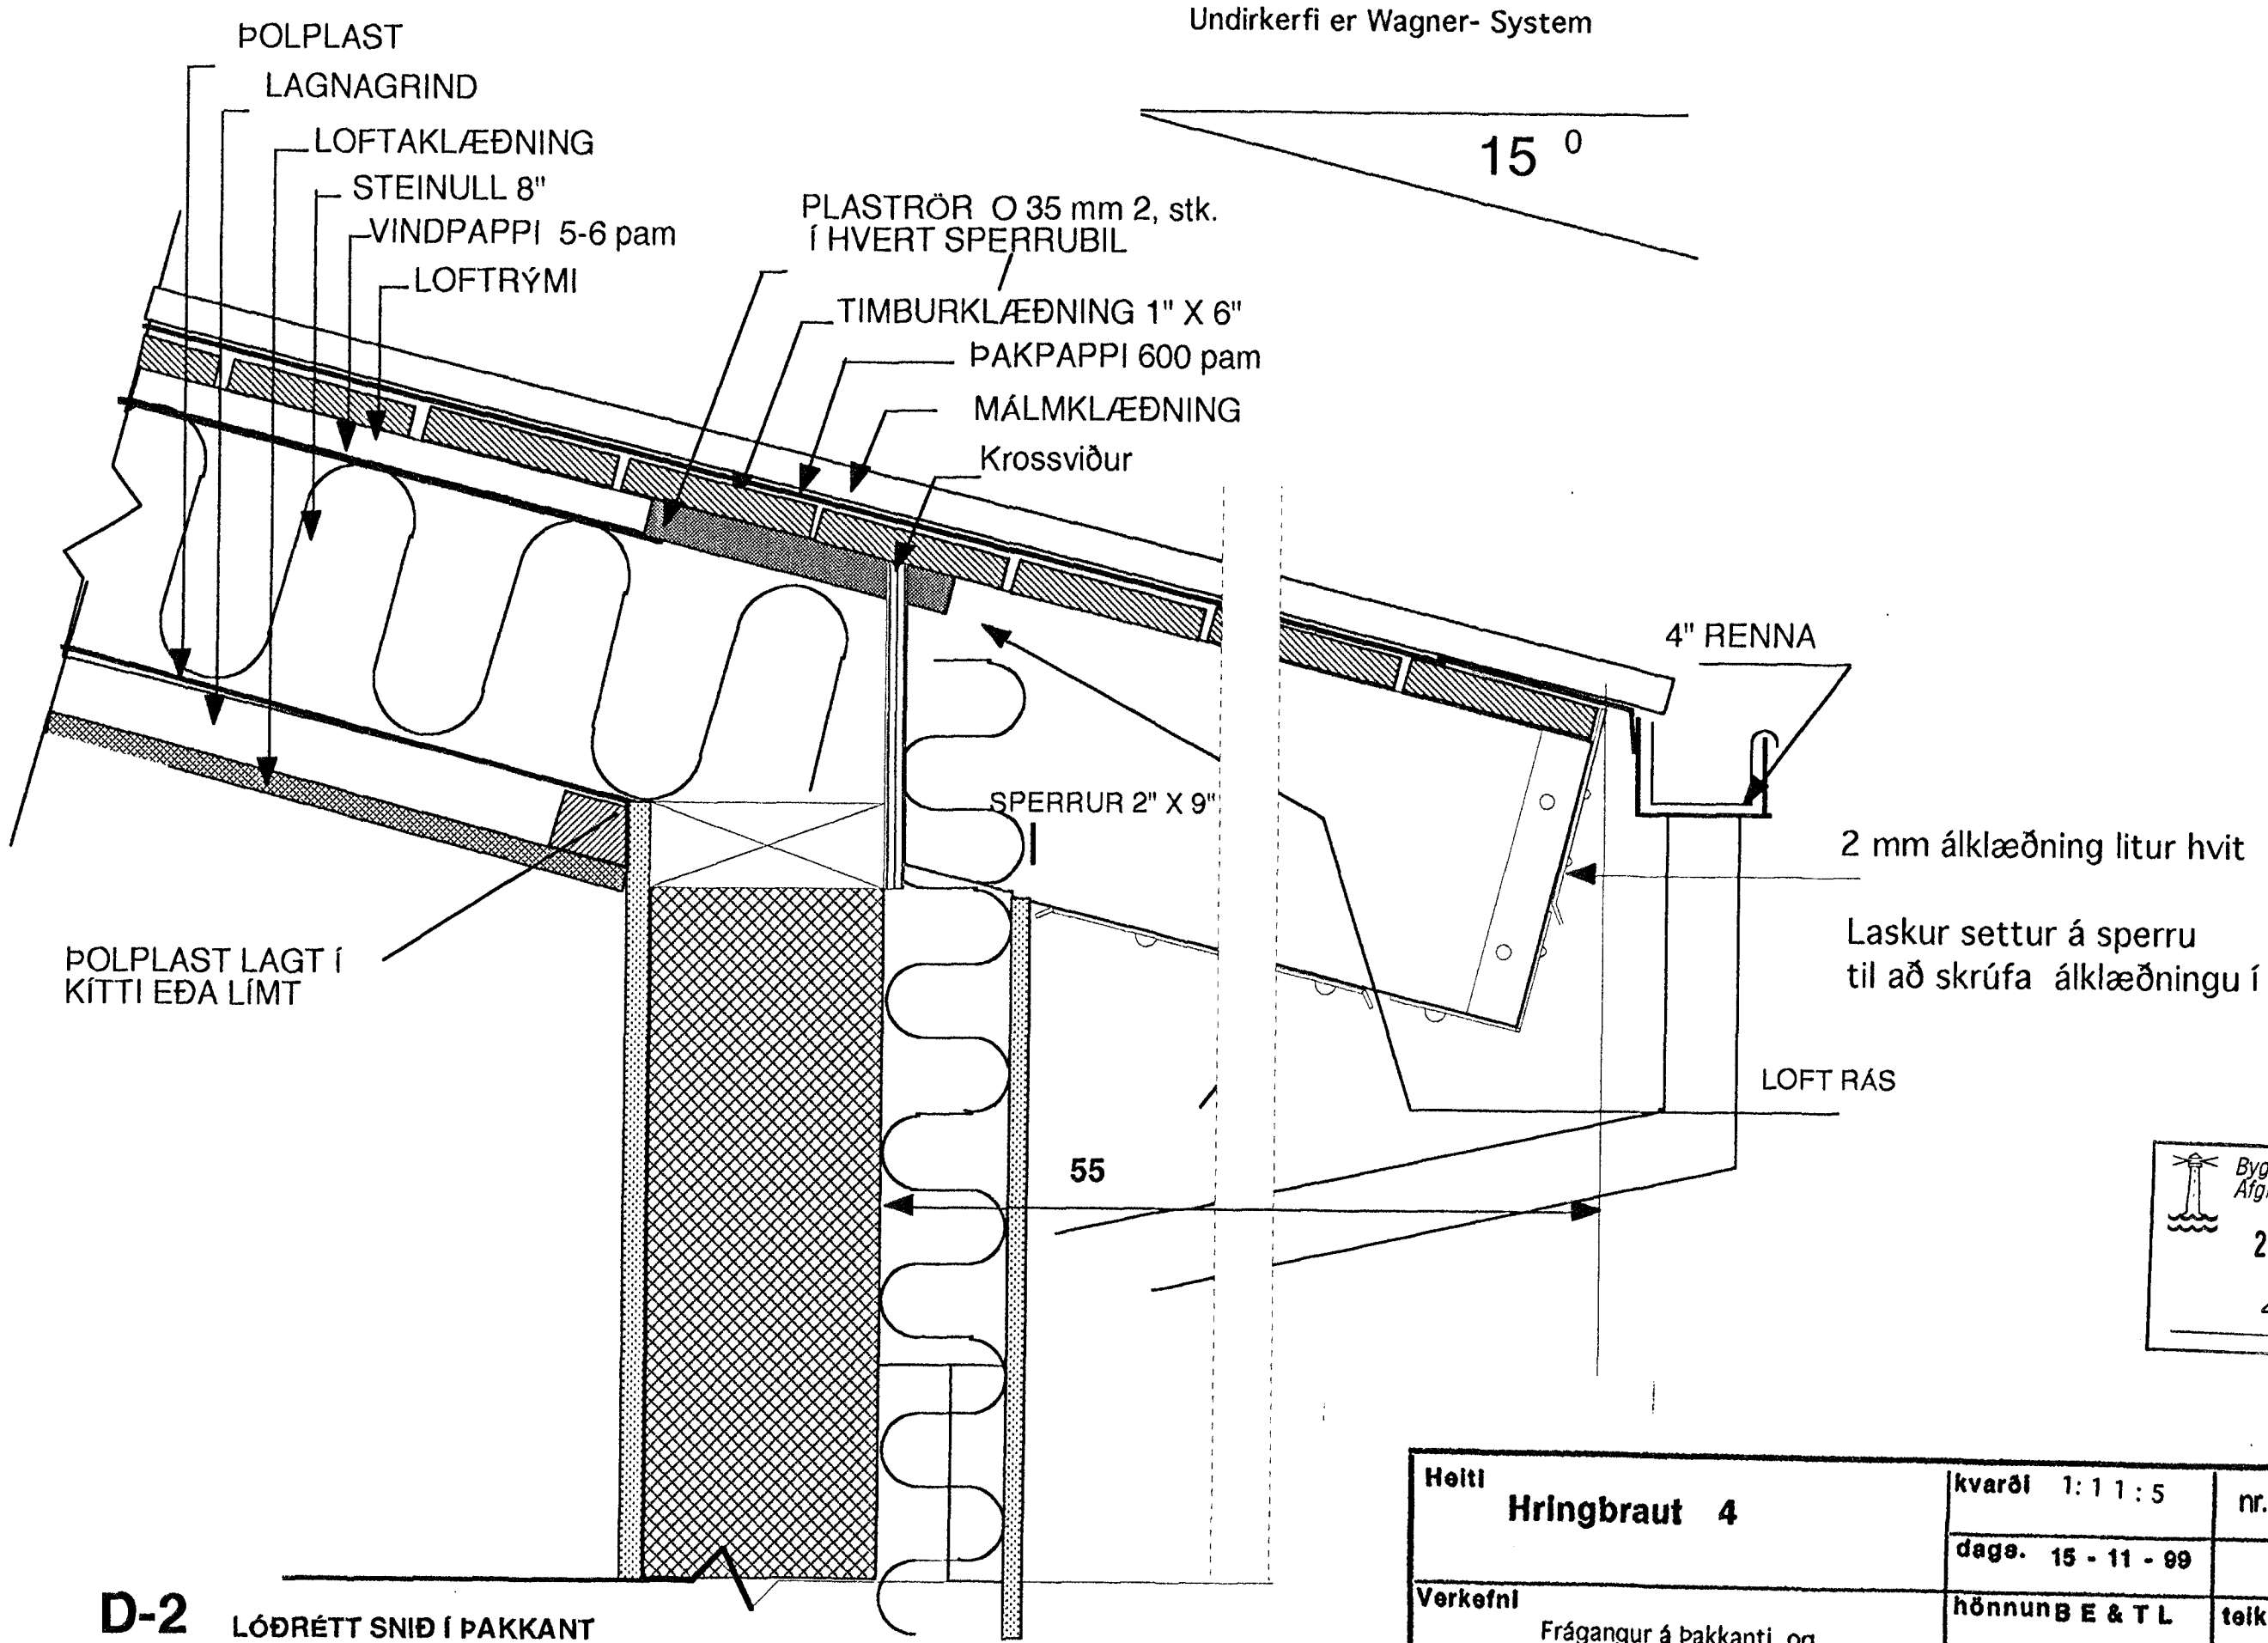 Undirkerfi er Wagner- System
15 0
ÞOLPLAST
LAGNAGRIND
LOFTAKLÆÐNING
STEINULL 8"
VINDPAPPI 5-6 pam
LOFTRÝMI
PLASTRÖR O 35 mm 2, stk.
Í HVERT SPERRUBIL
TIMBURKLÆÐNING 1" X 6"
ÞAKPAPPI 600 pam
MÁLMKLÆÐNING
Krossviður
4" RENNA
SPERRUR 2" X 9"
2 mm álklæðning litur hvit
Laskur settur á sperru
til að skrúfa álklæðningu í
ÞOLPLAST LAGT Í
KÍTTI EÐA LÍMT
LOFT RÁS
55
Heiti
Hringbraut 4
kvarði 1: 1 1 : 5
nr.
dags. 15 - 11 - 99
Verkefni
Frágangur á þakkanti og
hönnun B E & T L
D-2 LÓÐRÉTT SNIÐ Í ÞAKKANT